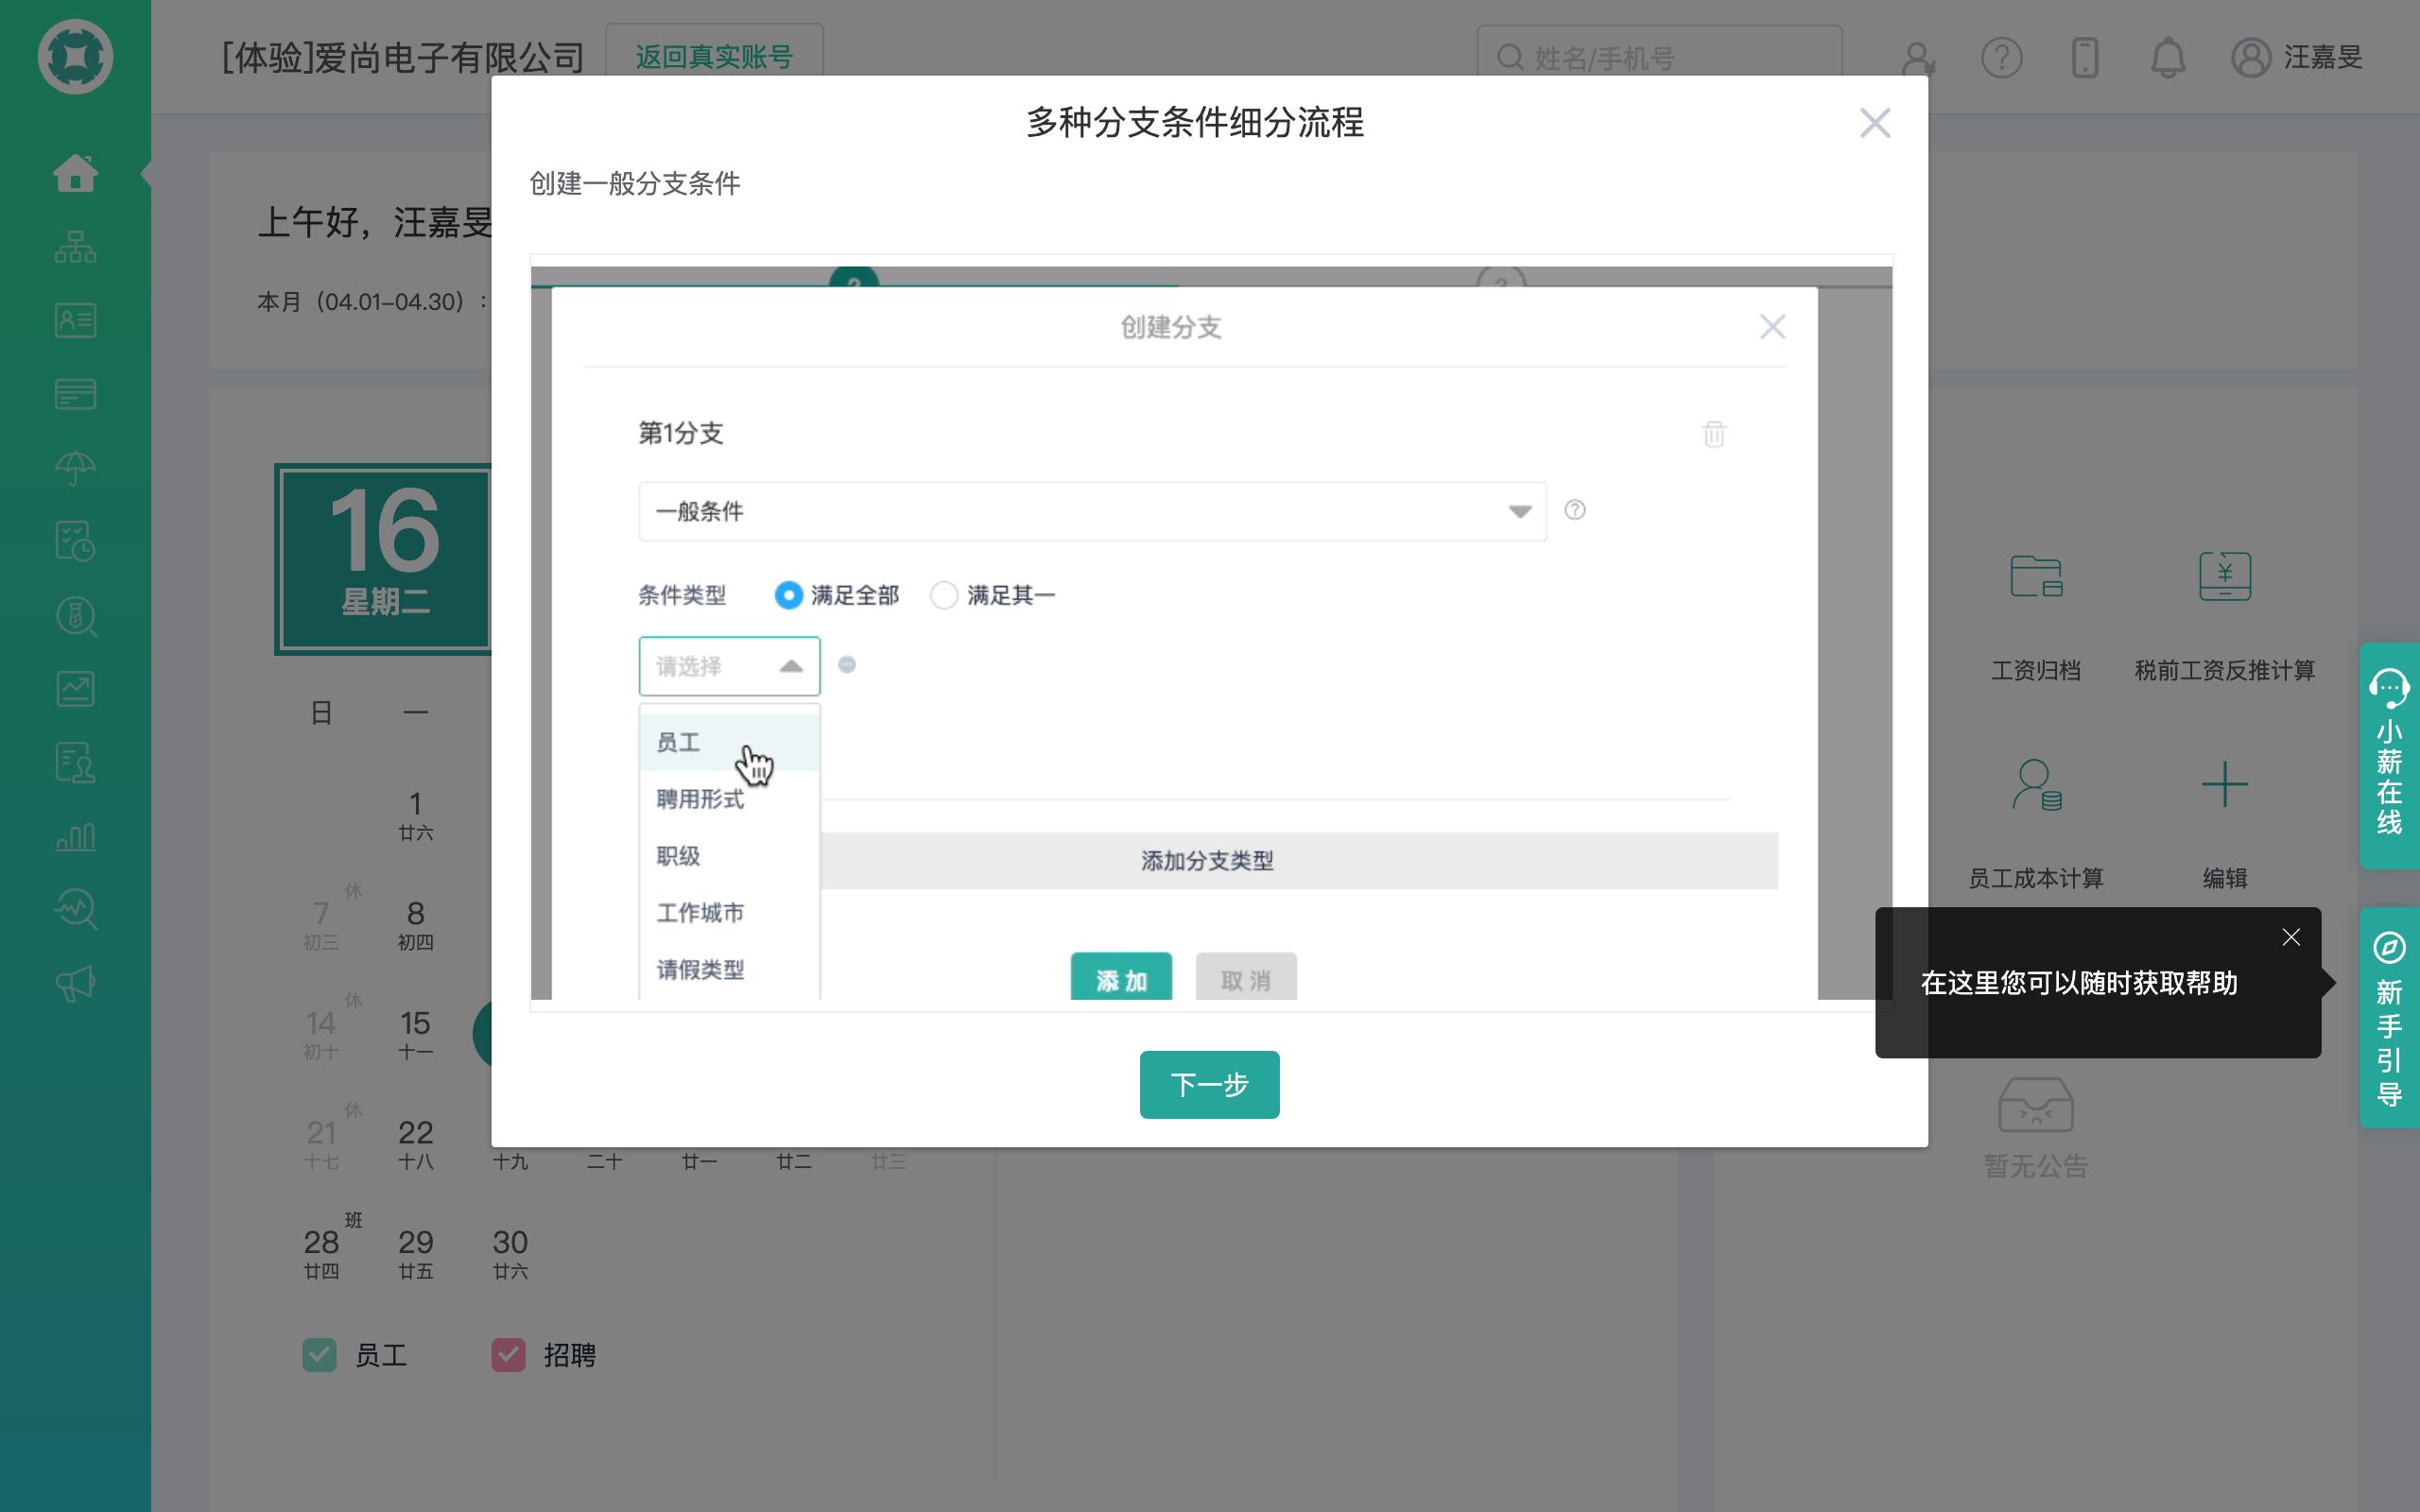 [体验]爱尚电子有限公司
返回真实账号
姓名/手机号
汪嘉旻
多种分支条件细分流程
创建一般分支条件
上午好，汪嘉旻
本月（04.01-04.30）:
创建分支
第1分支
一般条件
条件类型
满足全部
满足其一
请选择
员工
聘用形式
职级
工作城市
请假类型
添加分支类型
添加
取消
下一步
16
星期二
日
一
1
廿六
休
7
初三
8
初四
休
14
初十
15
十一
休
21
十七
22
十八
十九
二十
廿一
廿二
廿三
班
28
廿四
29
廿五
30
廿六
员工
招聘
工资归档
税前工资反推计算
员工成本计算
编辑
在这里您可以随时获取帮助
暂无公告
小薪在线
新手引导